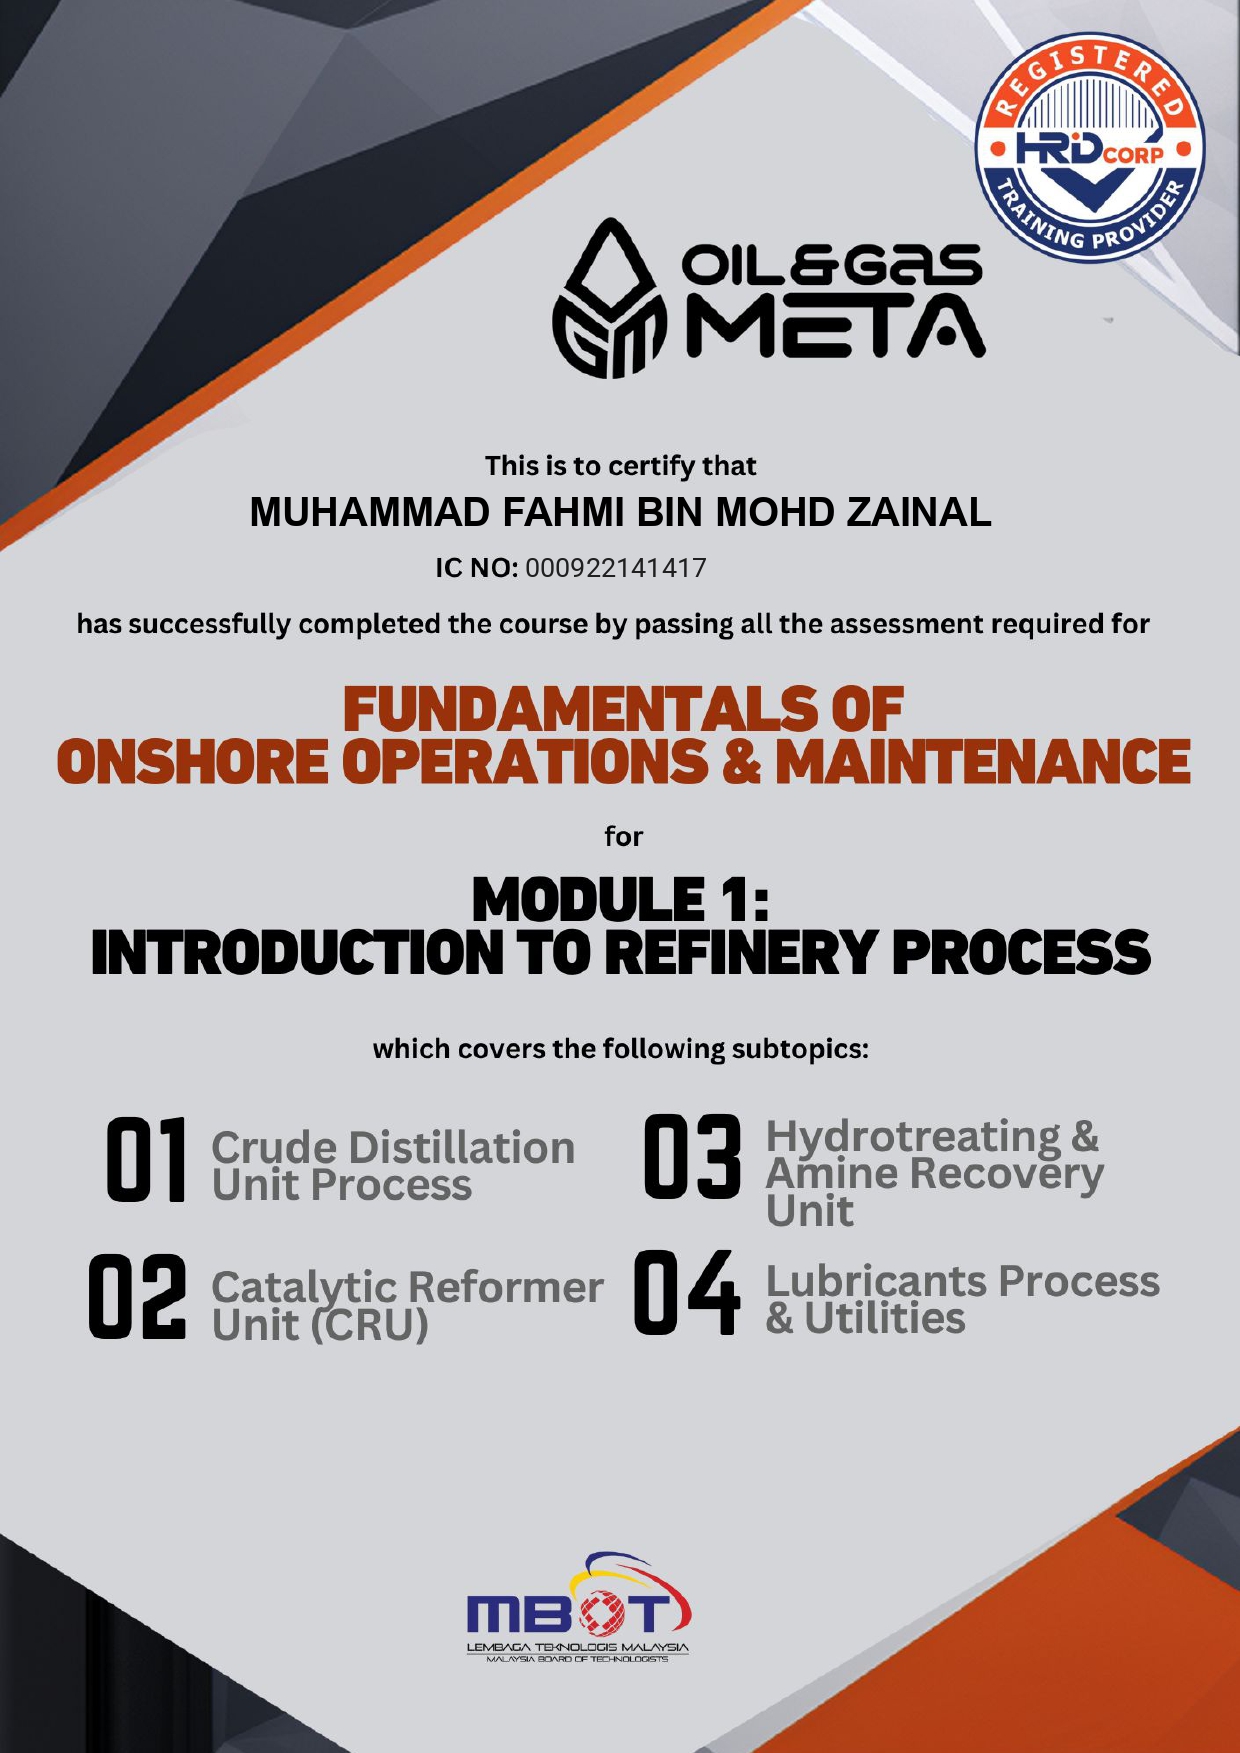 REGISTERED
HRD CORP
TRAINING PROVIDER
OIL&GAS
META
This is to certify that
MUHAMMAD FAHMI BIN MOHD ZAINAL
IC NO: 000922141417
has successfully completed the course by passing all the assessment required for
FUNDAMENTALS OF
ONSHORE OPERATIONS & MAINTENANCE
for
MODULE 1:
INTRODUCTION TO REFINERY PROCESS
which covers the following subtopics:
01 Crude Distillation
Unit Process
02 Catalytic Reformer
Unit (CRU)
03 Hydrotreating &
Amine Recovery
Unit
04 Lubricants Process
& Utilities
MBOT
LEMBAGA TEKNOLOGIS MALAYSIA
MALAYSIA BOARD OF TECHNOLOGISTS